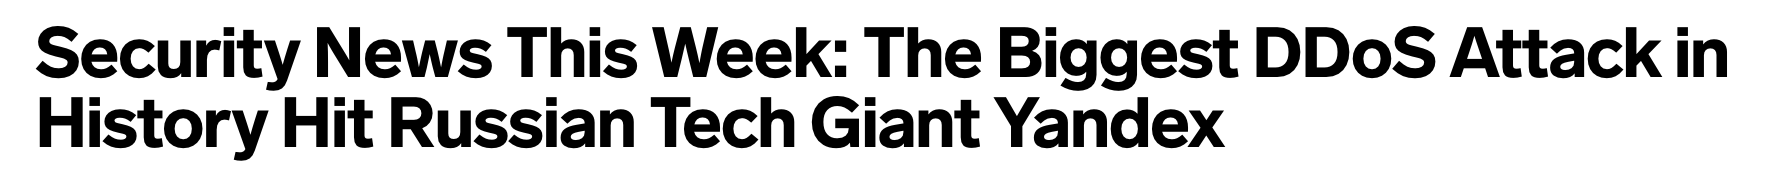 Security News This Week: The Biggest DDoS Attack in
History Hit Russian Tech Giant Yandex